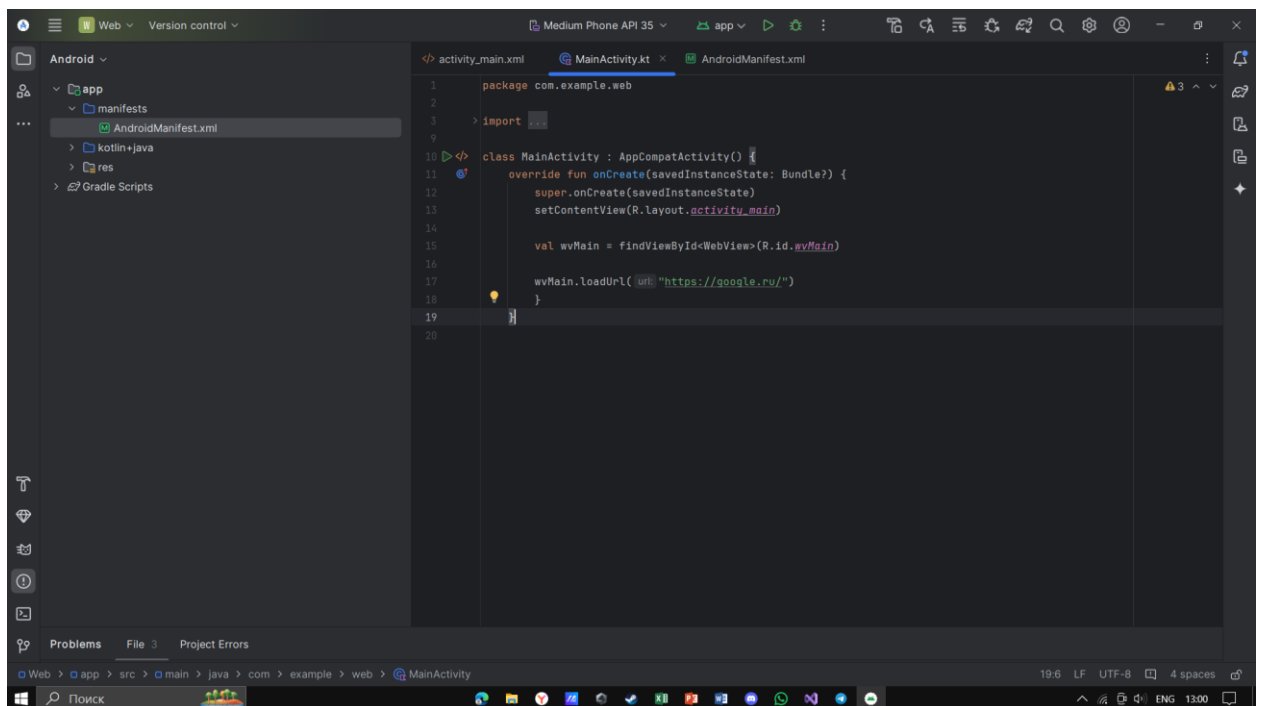 W Web Version control Medium Phone API 35 app
Android
activity_main.xml MainActivity.kt AndroidManifest.xml
app
manifests
AndroidManifest.xml
kotlin+java
res
Gradle Scripts
1 package com.example.web 3
2
3 import ...
9
10 class MainActivity : AppCompatActivity() {
11 override fun onCreate(savedInstanceState: Bundle?) {
12 super.onCreate(savedInstanceState)
13 setContentView(R.layout.activity_main)
14
15 val wvMain = findViewById<WebView>(R.id.wvMain)
16
17 wvMain.loadUrl( url: "https://google.ru/")
18 }
19 }
20
Problems File 3 Project Errors
Web > app > src > main > java > com > example > web > MainActivity 19:6 LF UTF-8 4 spaces
Поиск ENG 13:00